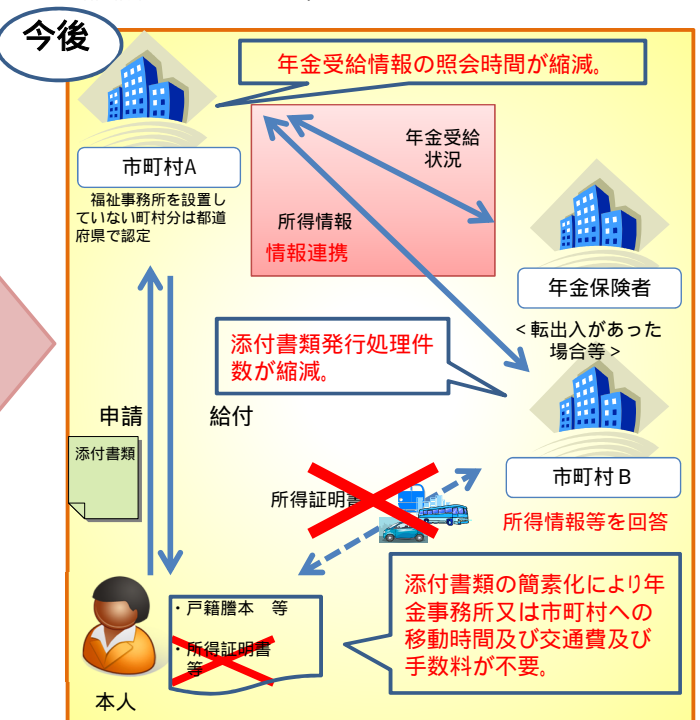 今後
年金受給情報の照会時間が縮減。
年金受給
状況
市町村A
福祉事務所を設置し
ていない町村分は都道
府県で認定
所得情報
情報連携
年金保険者
<転出入があった
場合等>
添付書類発行処理件
数が縮減。
申請
給付
添付書類
市町村B
所得証明書
所得情報等を回答
添付書類の簡素化により年
金事務所又は市町村への
移動時間及び交通費及び
手数料が不要。
・戸籍謄本 等
・所得証明書
等
本人